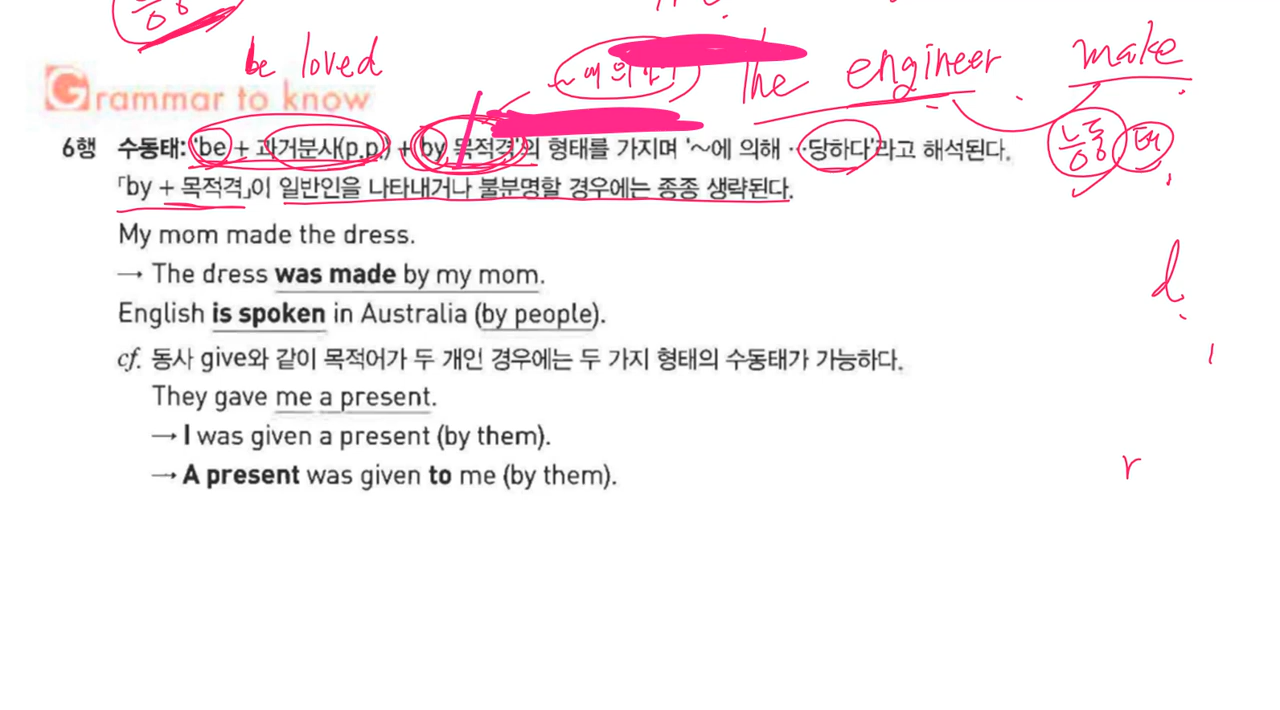 be loved
~에 의해서
The engineer make
Grammar to know
능동태
6행 수동태: 'be + 과거분사(p.p.) + by 목적격'의 형태를 가지며 '~에 의해 …당하다'라고 해석된다.
「by + 목적격」이 일반인을 나타내거나 불분명할 경우에는 종종 생략된다.
My mom made the dress.
→ The dress was made by my mom.
English is spoken in Australia (by people).
cf. 동사 give와 같이 목적어가 두 개인 경우에는 두 가지 형태의 수동태가 가능하다.
They gave me a present.
→ I was given a present (by them).
→ A present was given to me (by them).
r